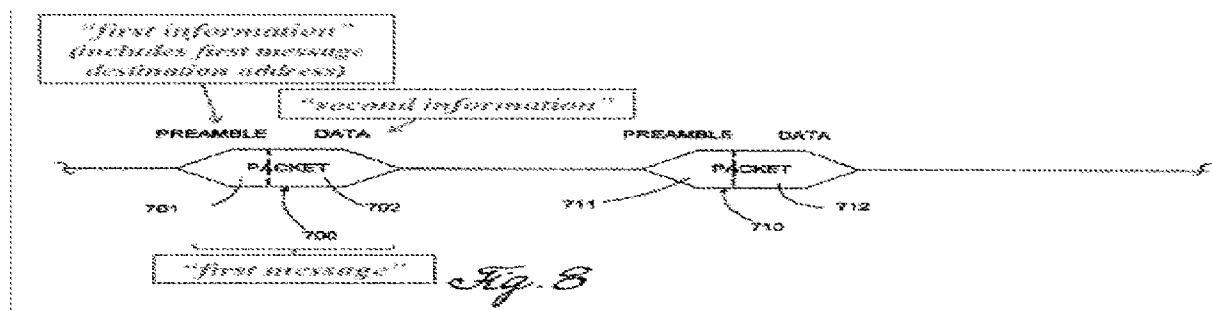 "first information"
(includes first message
destination address)
"second information"
PREAMBLE DATA PREAMBLE DATA
PACKET PACKET
701 702 711 712
700 710
"first message"
Fig. 8